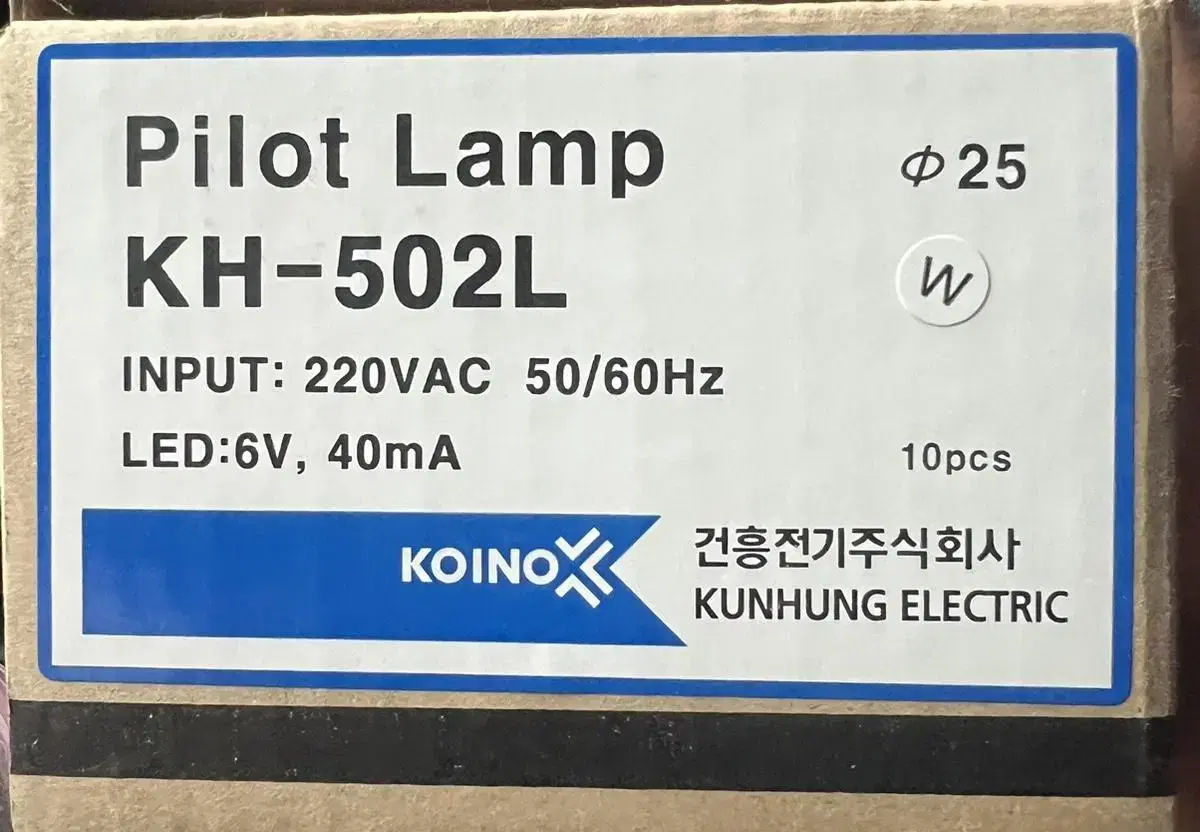 Pilot Lamp
Φ25
KH-502L
W
INPUT: 220VAC 50/60Hz
LED:6V, 40mA
10pcs
KOINO
건흥전기주식회사
KUNHUNG ELECTRIC